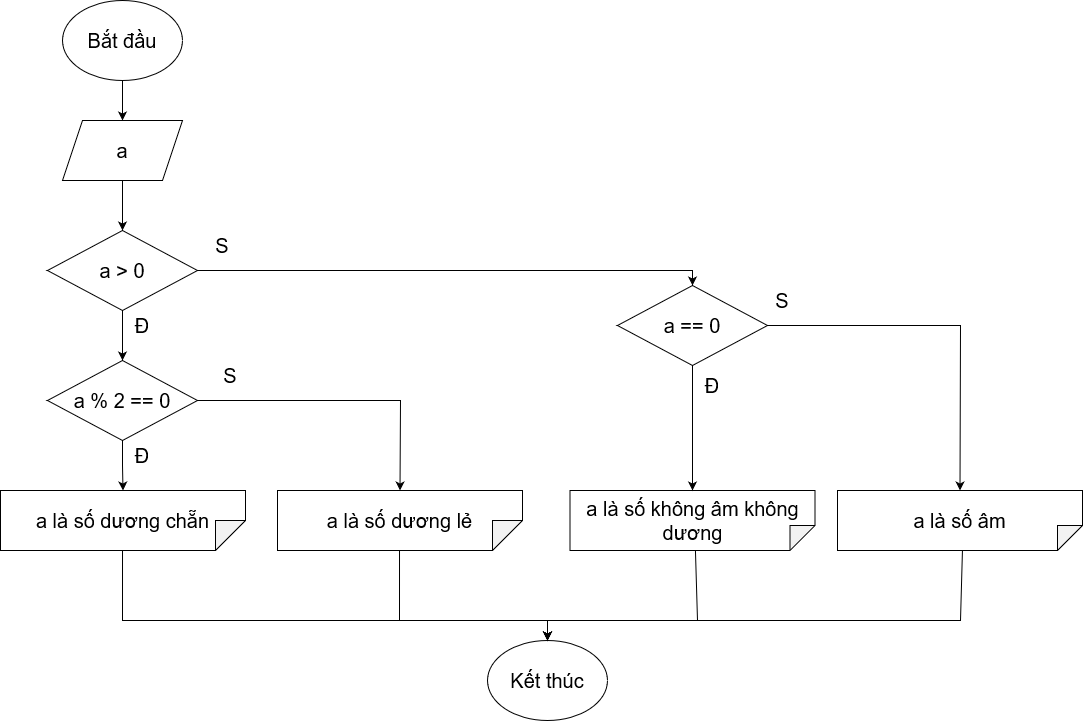 Bắt đầu
a
a > 0
S
Đ
a == 0
S
Đ
a % 2 == 0
S
Đ
a là số dương chẵn
a là số dương lẻ
a là số không âm không
dương
a là số âm
Kết thúc